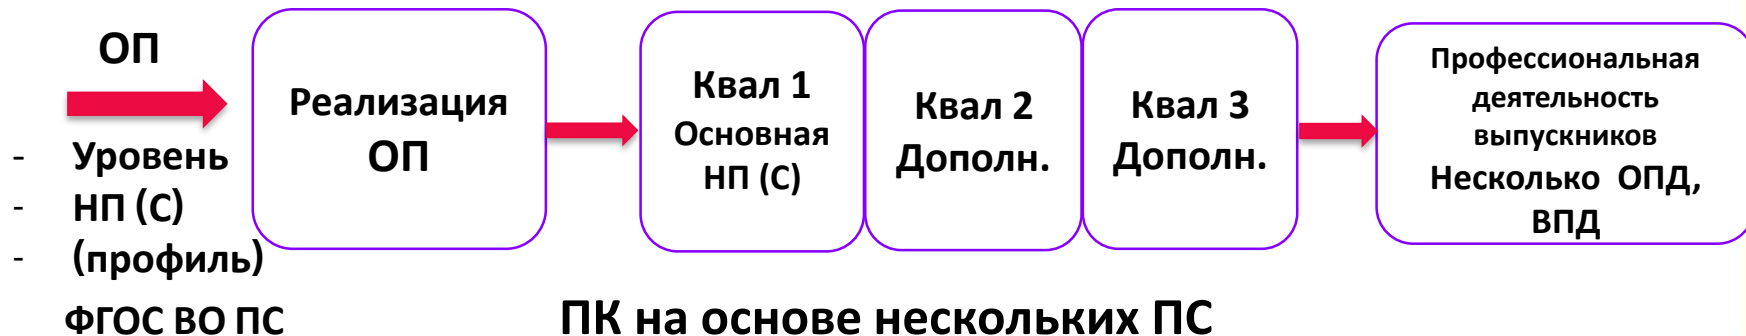 ОП
- Уровень
- НП (С)
- (профиль)
ФГОС ВО ПС
Реализация
ОП
Квал 1
Основная
НП (С)
Квал 2
Дополн.
Квал 3
Дополн.
Профессиональная
деятельность
выпускников
Несколько ОПД,
ВПД
ПК на основе нескольких ПС